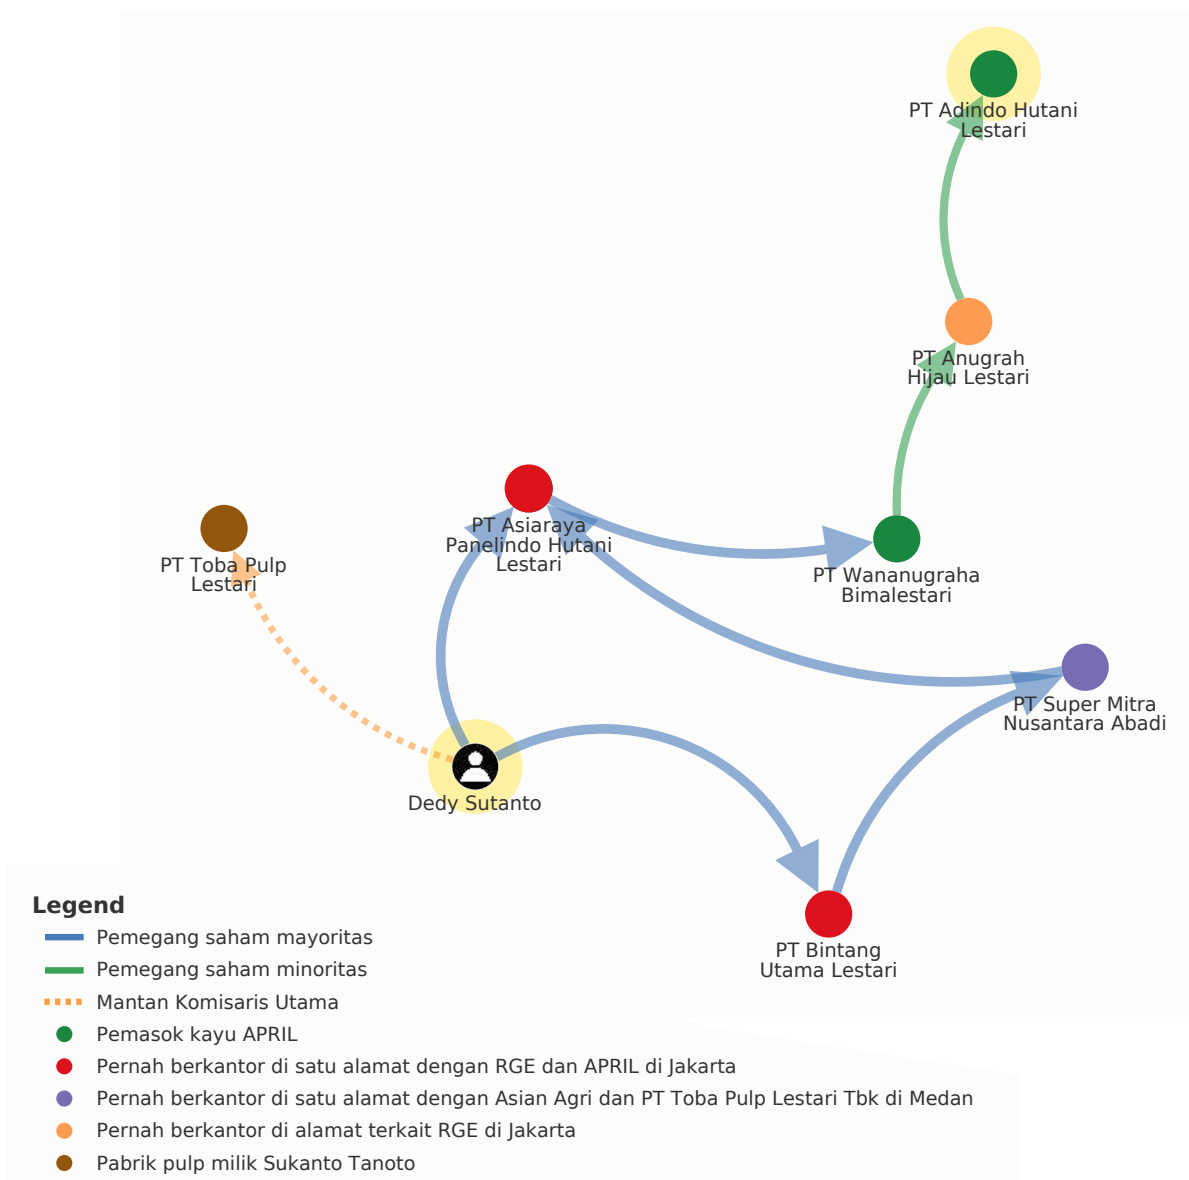 PT Adindo Hutani
Lestari
PT Anugrah
Hijau Lestari
PT Asiaraya
Panelindo Hutani
Lestari
PT Toba Pulp
Lestari
PT Wananugraha
Bimalestari
PT Super Mitra
Nusantara Abadi
Dedy Sutanto
PT Bintang
Utama Lestari
Legend
Pemegang saham mayoritas
Pemegang saham minoritas
Mantan Komisaris Utama
Pemasok kayu APRIL
Pernah berkantor di satu alamat dengan RGE dan APRIL di Jakarta
Pernah berkantor di satu alamat dengan Asian Agri dan PT Toba Pulp Lestari Tbk di Medan
Pernah berkantor di alamat terkait RGE di Jakarta
Pabrik pulp milik Sukanto Tanoto